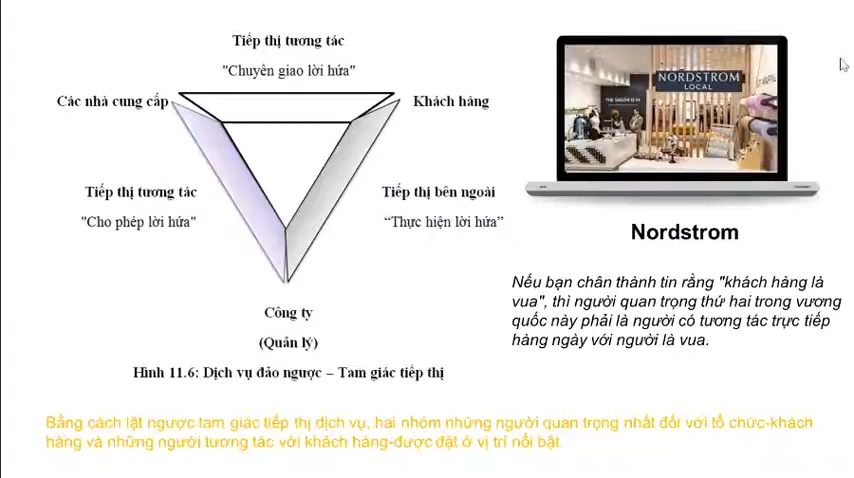 Tiếp thị tương tác
"Chuyên giao lời hứa"
Các nhà cung cấp
Khách hàng
Tiếp thị tương tác
"Cho phép lời hứa"
Tiếp thị bên ngoài
“Thực hiện lời hứa”
Công ty
(Quản lý)
Hình 11.6: Dịch vụ đảo ngược – Tam giác tiếp thị
NORDSTROM
LOCAL
Nordstrom
Nếu bạn chân thành tin rằng "khách hàng là
vua", thì người quan trọng thứ hai trong vương
quốc này phải là người có tương tác trực tiếp
hàng ngày với người là vua.
Bằng cách lật ngược tam giác tiếp thị dịch vụ, hai nhóm những người quan trọng nhất đối với tổ chức-khách
hàng và những người tương tác với khách hàng-được đặt ở vị trí nổi bật.